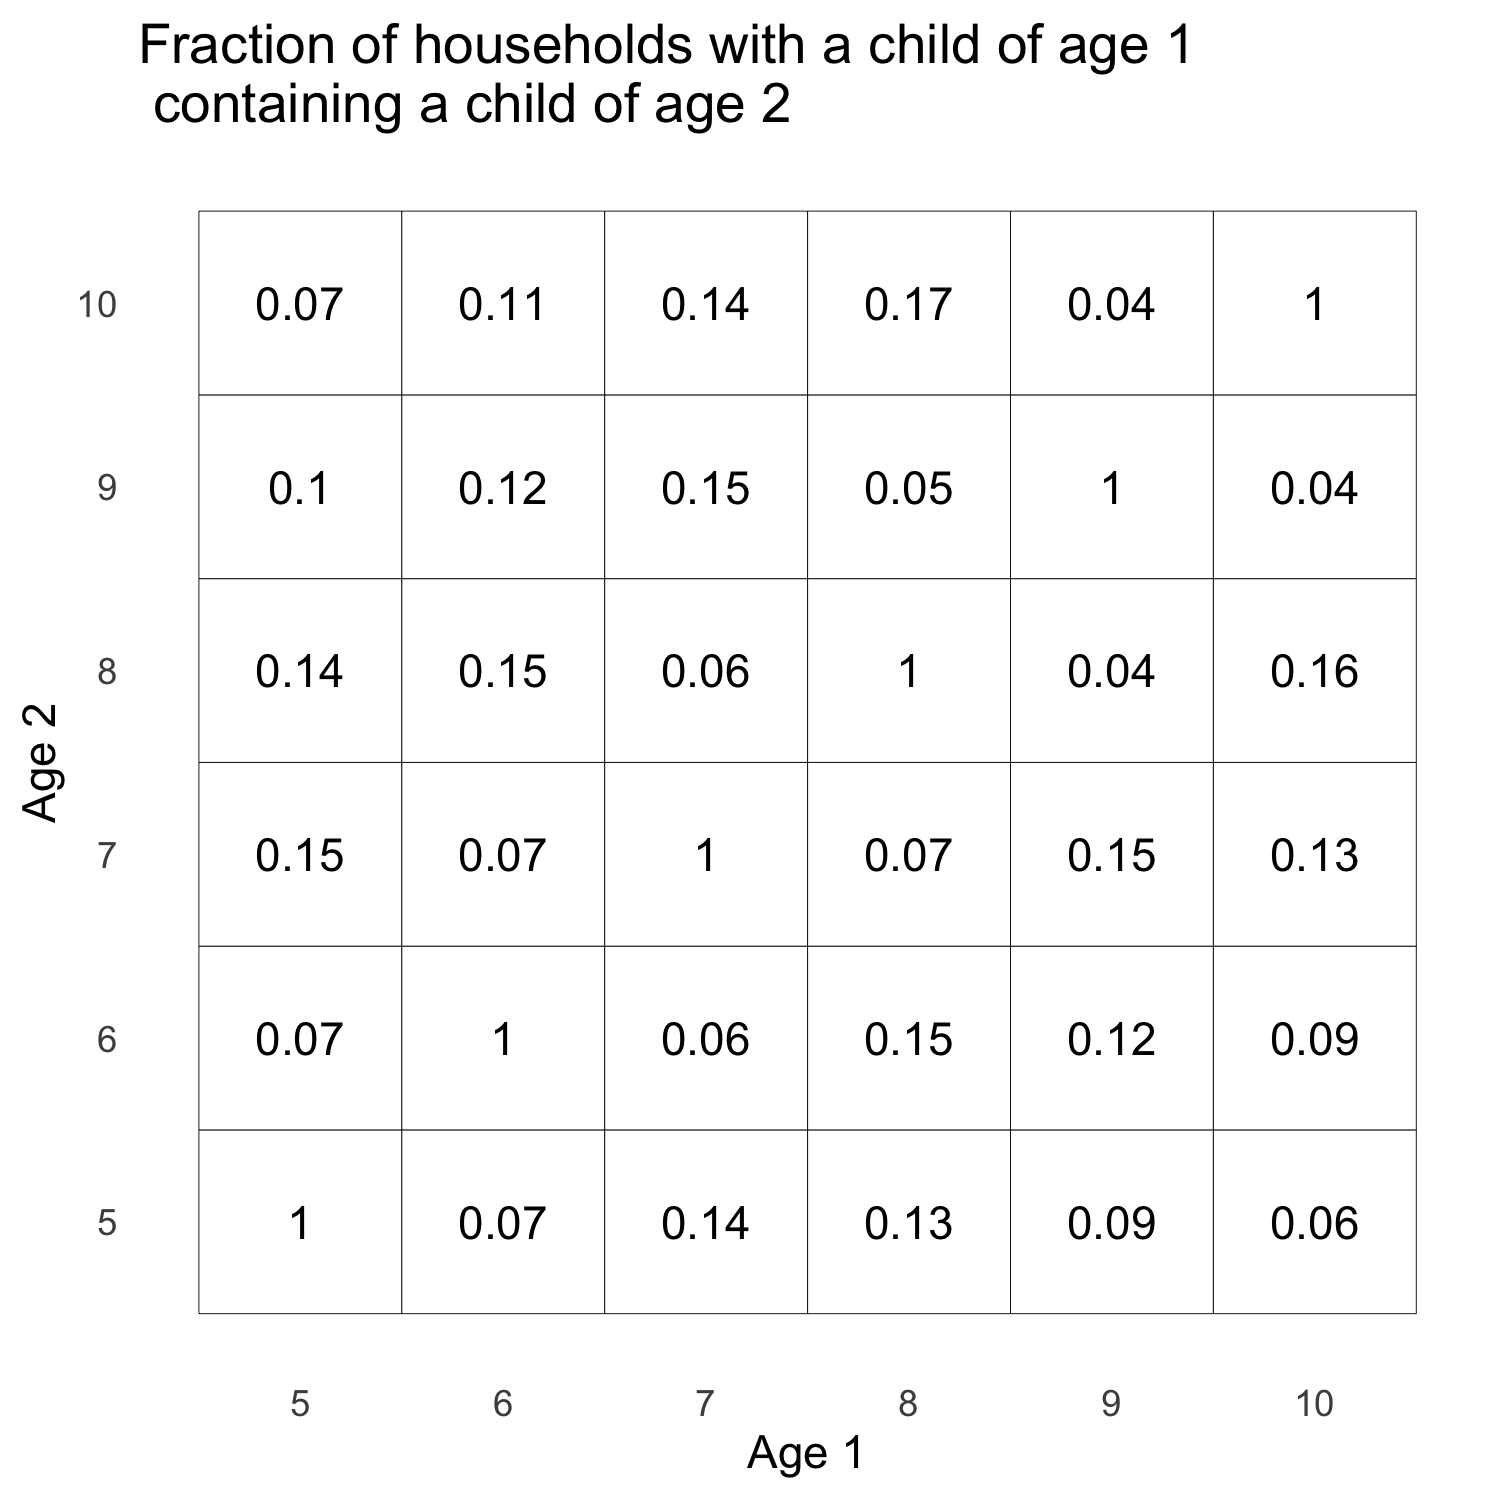 Fraction of households with a child of age 1
containing a child of age 2
10 0.07 0.11 0.14 0.17 0.04 1
9 0.1 0.12 0.15 0.05 1 0.04
8 0.14 0.15 0.06 1 0.04 0.16
Age 2
7 0.15 0.07 1 0.07 0.15 0.13
6 0.07 1 0.06 0.15 0.12 0.09
5 1 0.07 0.14 0.13 0.09 0.06
5 6 7 8 9 10
Age 1